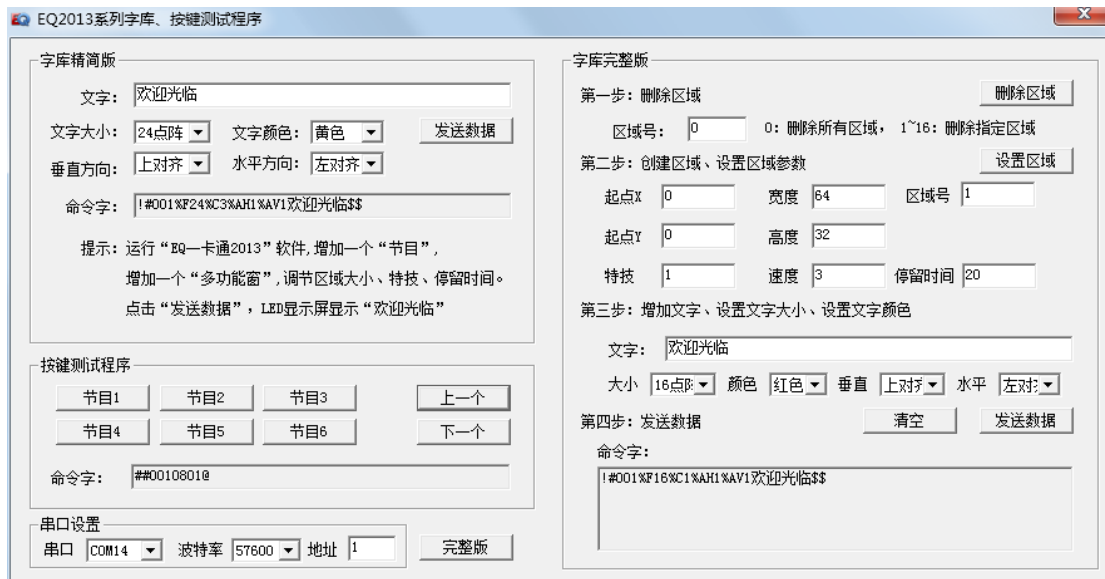 EQ2013系列字库、按键测试程序
字库精简版
文字: 欢迎光临
文字大小: 24点阵 文字颜色: 黄色 发送数据
垂直方向: 上对齐 水平方向: 左对齐
命令字: !#001%F24%C3%AH1%AV1欢迎光临$$
提示: 运行“EQ一卡通2013”软件,增加一个“节目”,
增加一个“多功能窗”,调节区域大小、特技、停留时间。
点击“发送数据”, LED显示屏显示“欢迎光临”
按键测试程序
节目1 节目2 节目3 上一个
节目4 节目5 节目6 下一个
命令字: ##0010801@
串口设置
串口 COM14 波特率 57600 地址 1 完整版
字库完整版
第一步: 删除区域 删除区域
区域号: 0 0: 删除所有区域, 1~16: 删除指定区域
第二步: 创建区域、设置区域参数 设置区域
起点X 0 宽度 64 区域号 1
起点Y 0 高度 32
特技 1 速度 3 停留时间 20
第三步: 增加文字、设置文字大小、设置文字颜色
文字: 欢迎光临
大小 16点阵 颜色 红色 垂直 上对齐 水平 左对
第四步: 发送数据 清空 发送数据
命令字:
!#001%F16%C1%AH1%AV1欢迎光临$$